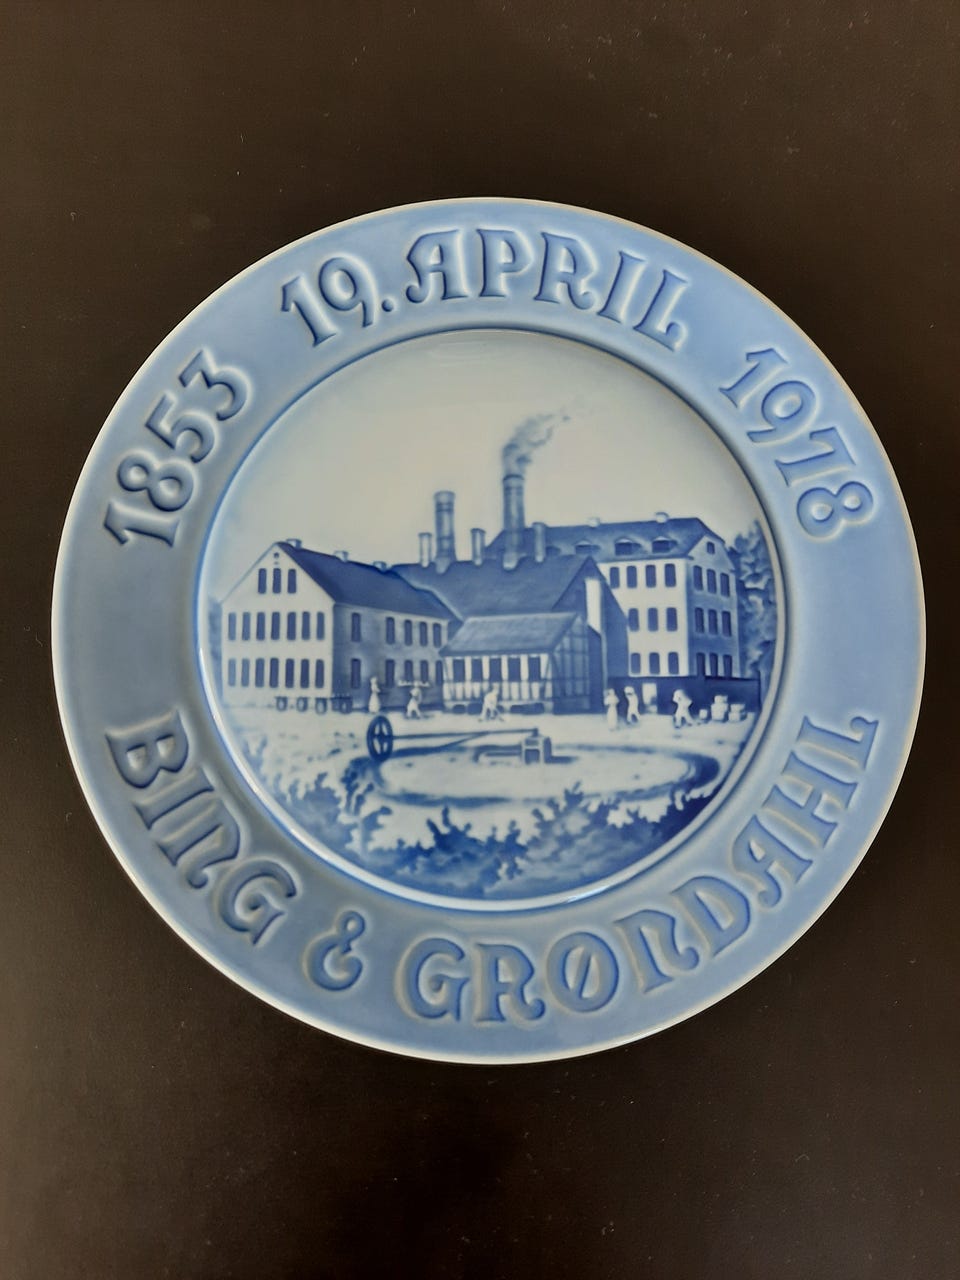 1853 19. APRIL 1978
BING & GRØNDAHL